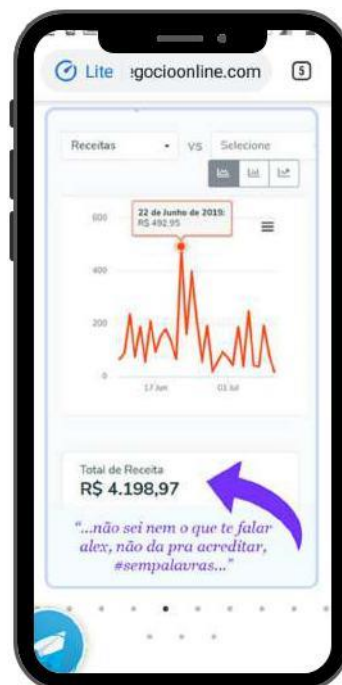 Lite
egocioonline.com
5
Receitas
VS
Selecione
22 de Junho de 2019:
R$ 492,95
600
400
200
0
17 Jun
01 Jul
Total de Receita
R$ 4.198,97
“...não sei nem o que te falar
alex, não da pra acreditar,
#sempalavras...”